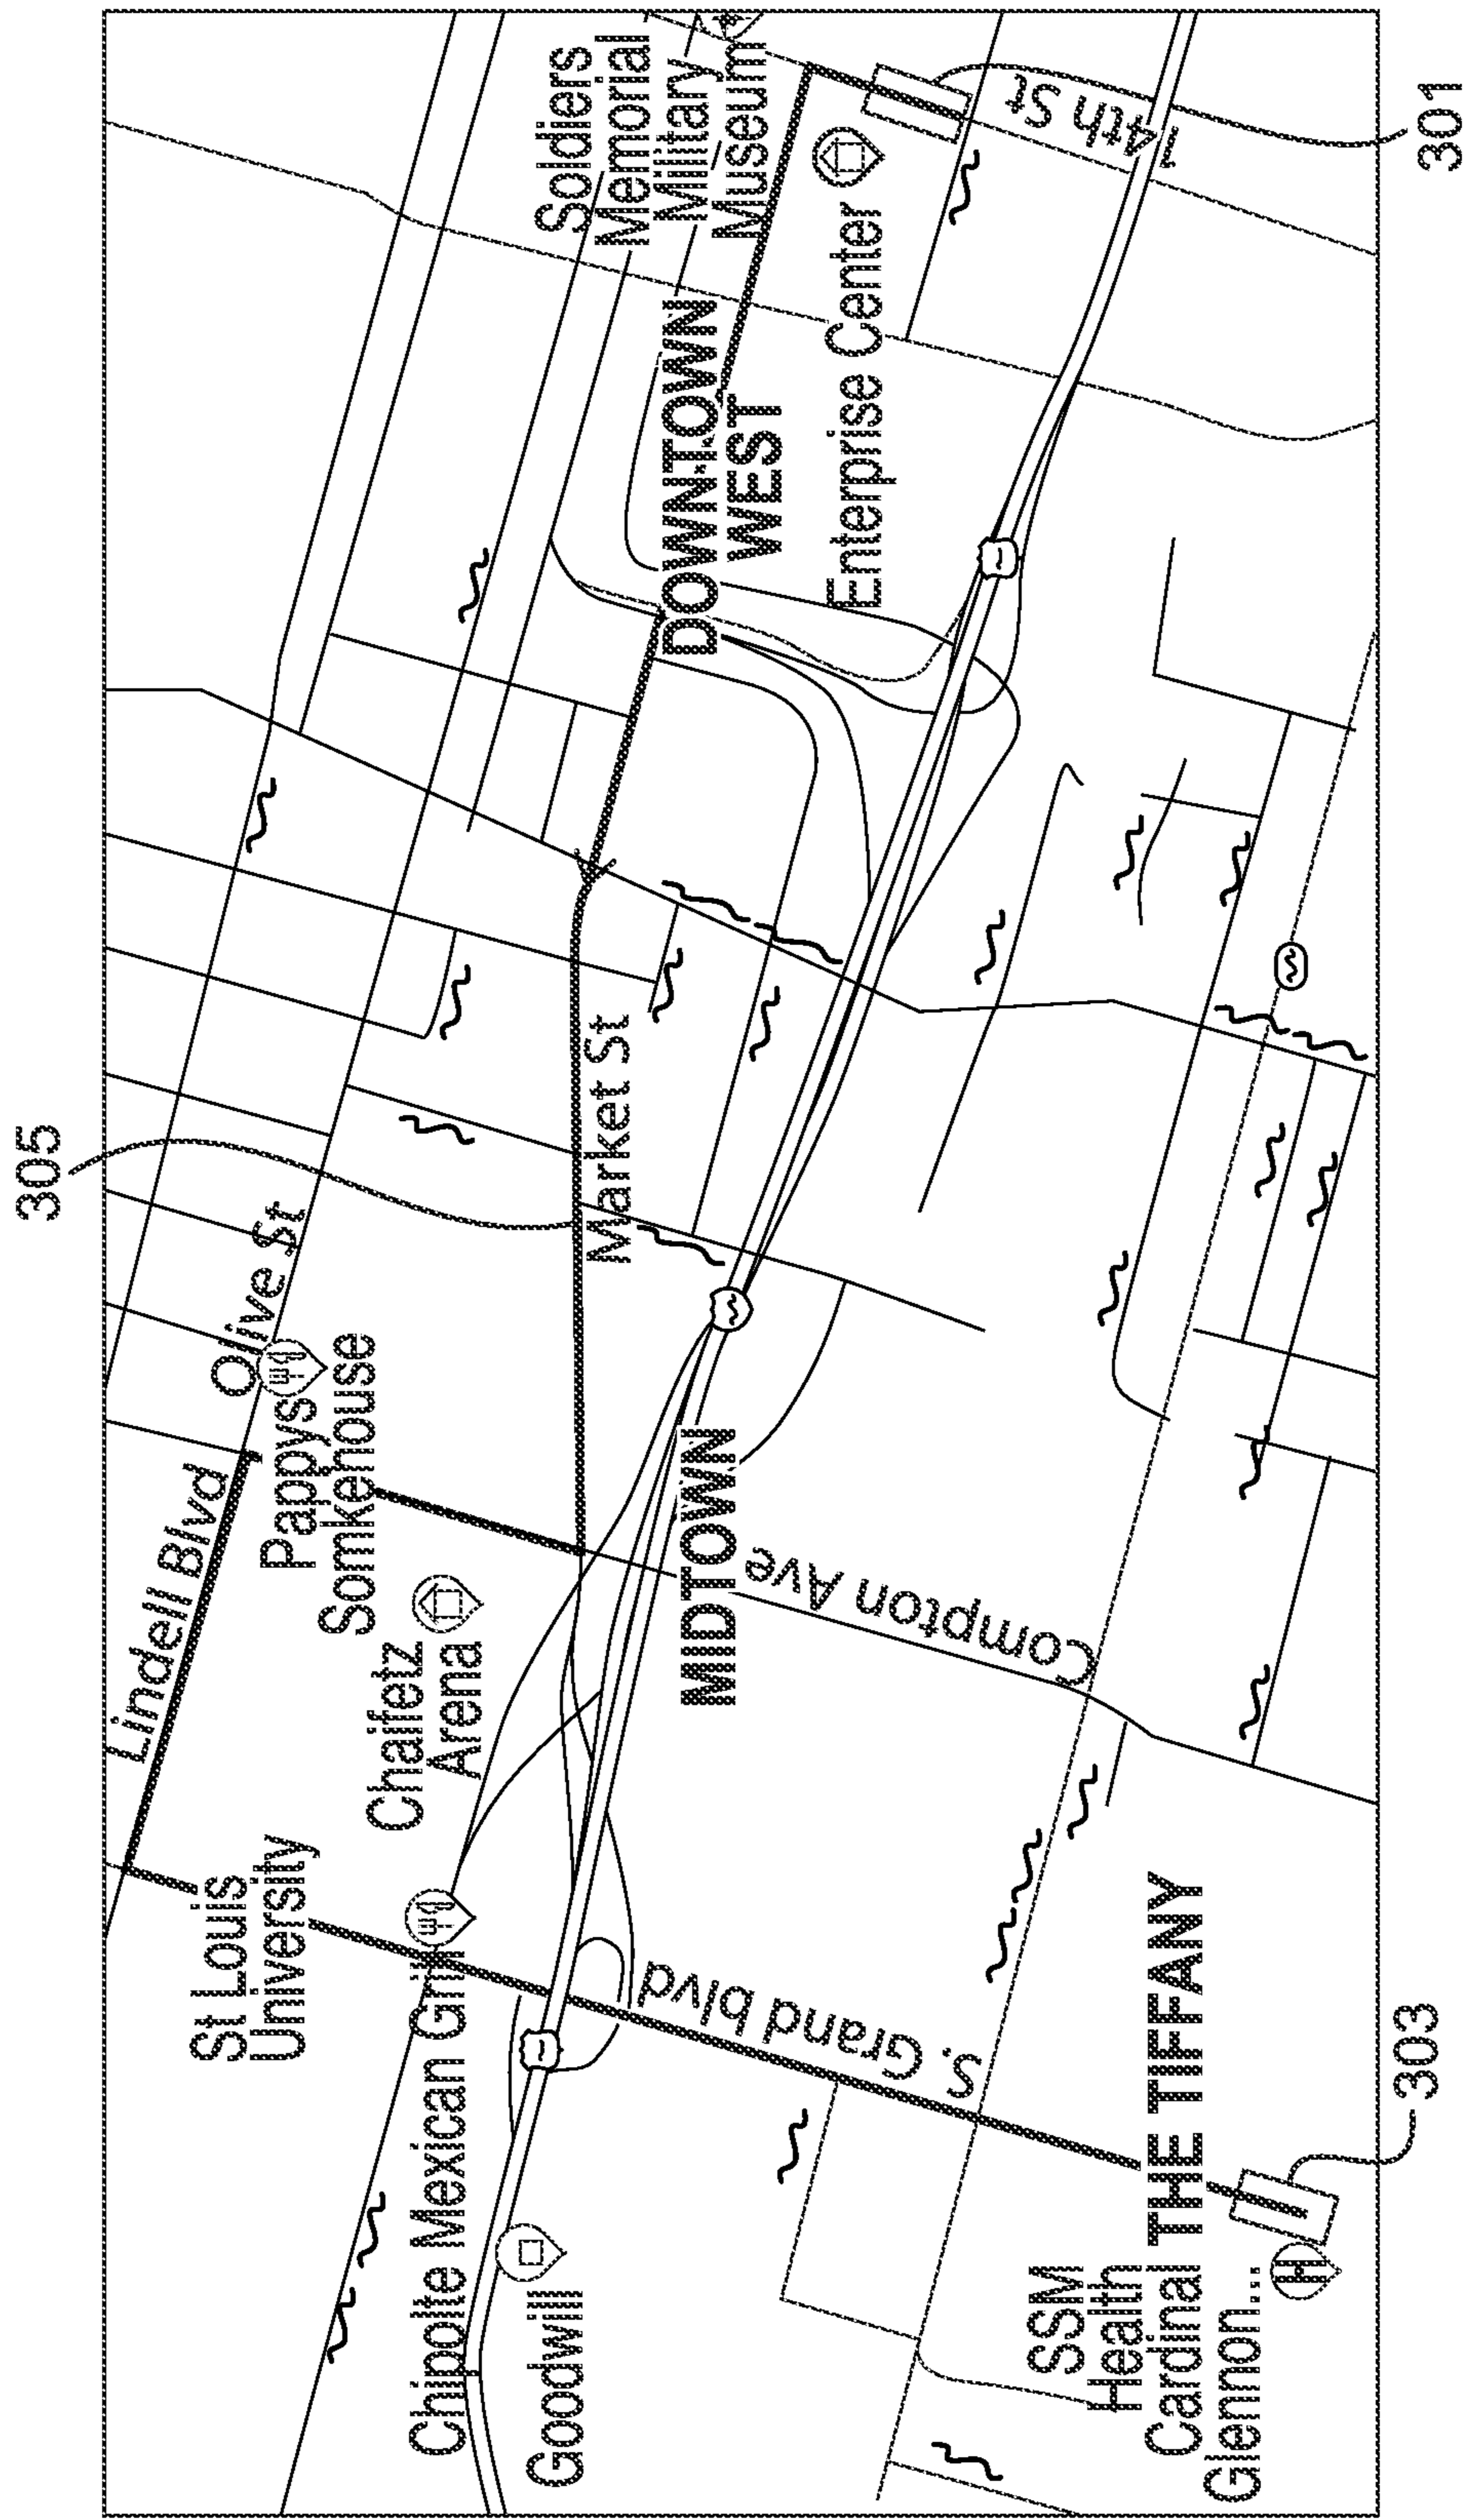 305
Lindell Blvd
Olive St
Pappys
Somkehouse
St Louis
University
Chaifetz
Arena
Chipolte Mexican Grill
Goodwill
Market St
MIDTOWN
Compton Ave
S. Grand blvd
SSM
Health
Cardinal
Glennon...
H
THE TIFFANY
Soldiers
Memorial
Military
Museum
DOWNTOWN
WEST
Enterprise Center
14th St
303
301